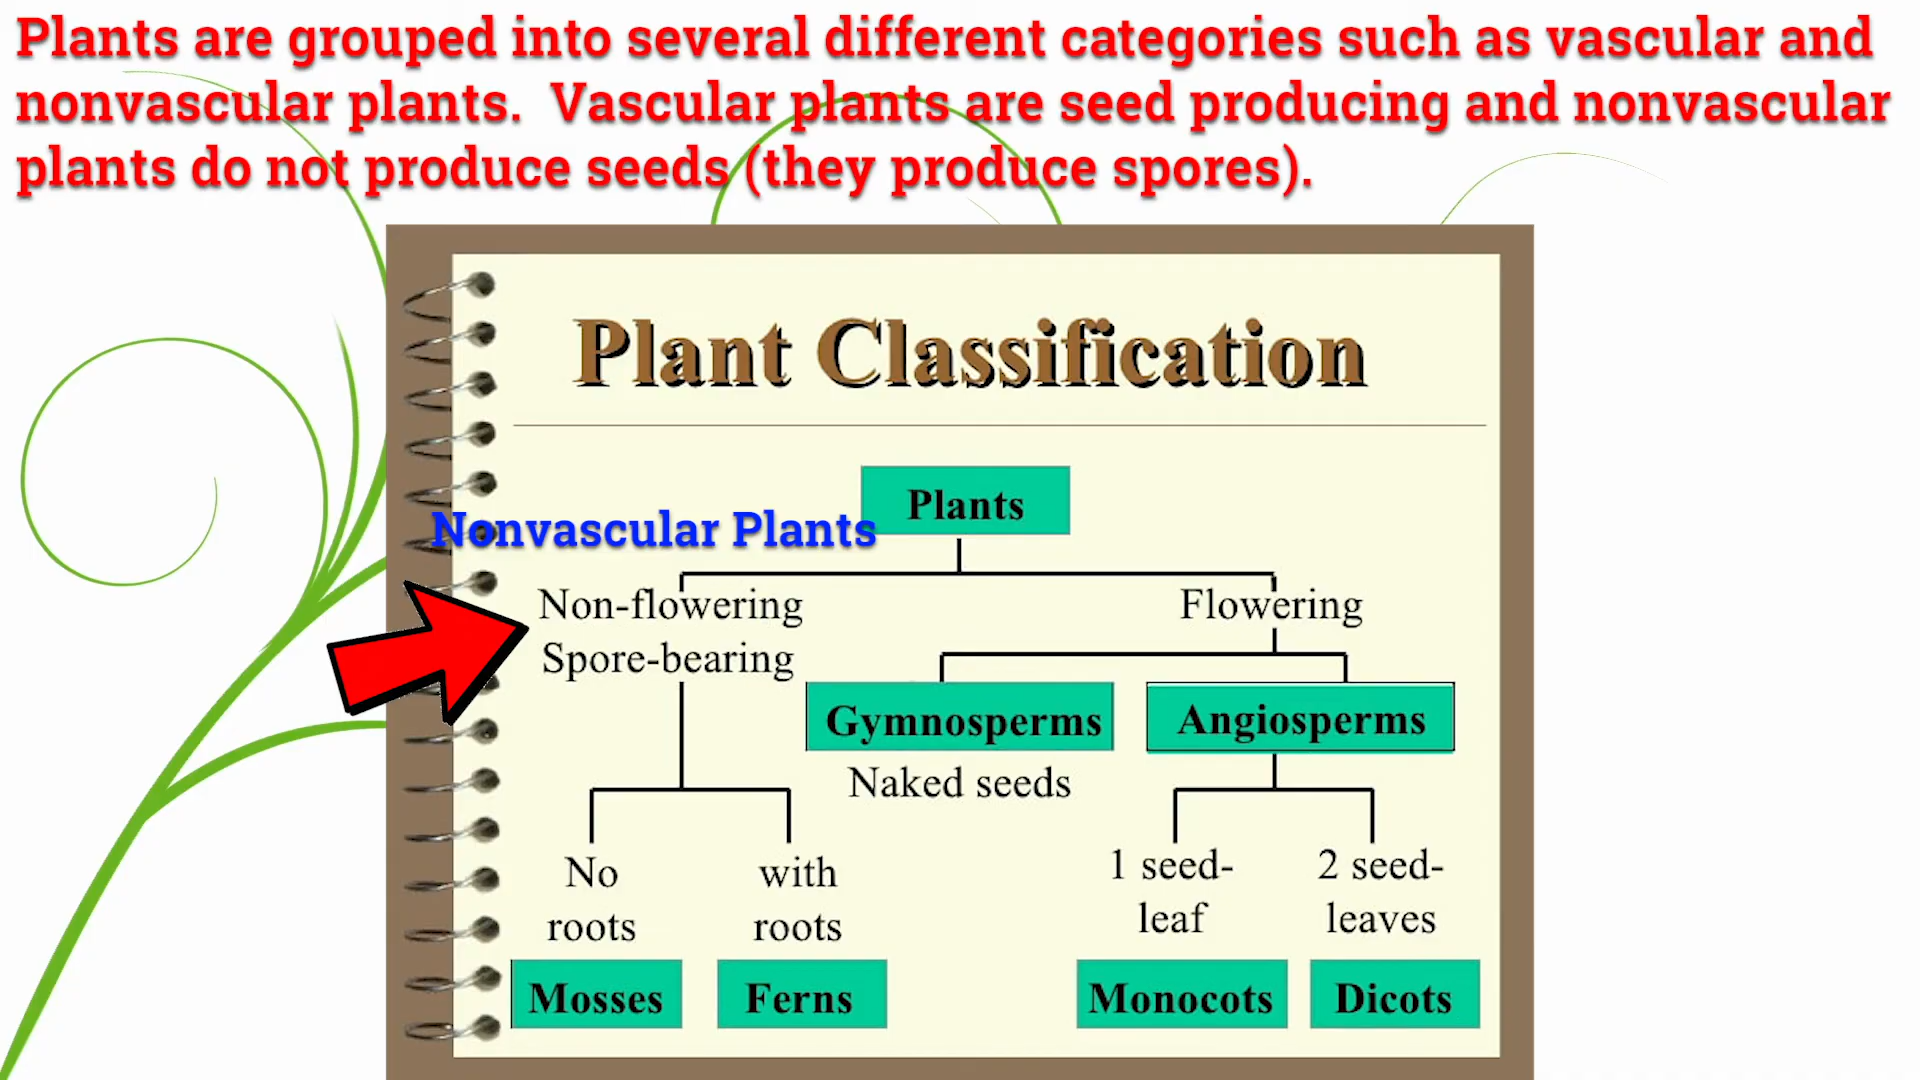 Plants are grouped into several different categories such as vascular and
nonvascular plants.  Vascular plants are seed producing and nonvascular
plants do not produce seeds (they produce spores).
Plant Classification
Plants
Nonvascular Plants
Non-flowering
Spore-bearing
Flowering
Gymnosperms
Naked seeds
Angiosperms
No
roots
with
roots
1 seed-
leaf
2 seed-
leaves
Mosses
Ferns
Monocots
Dicots